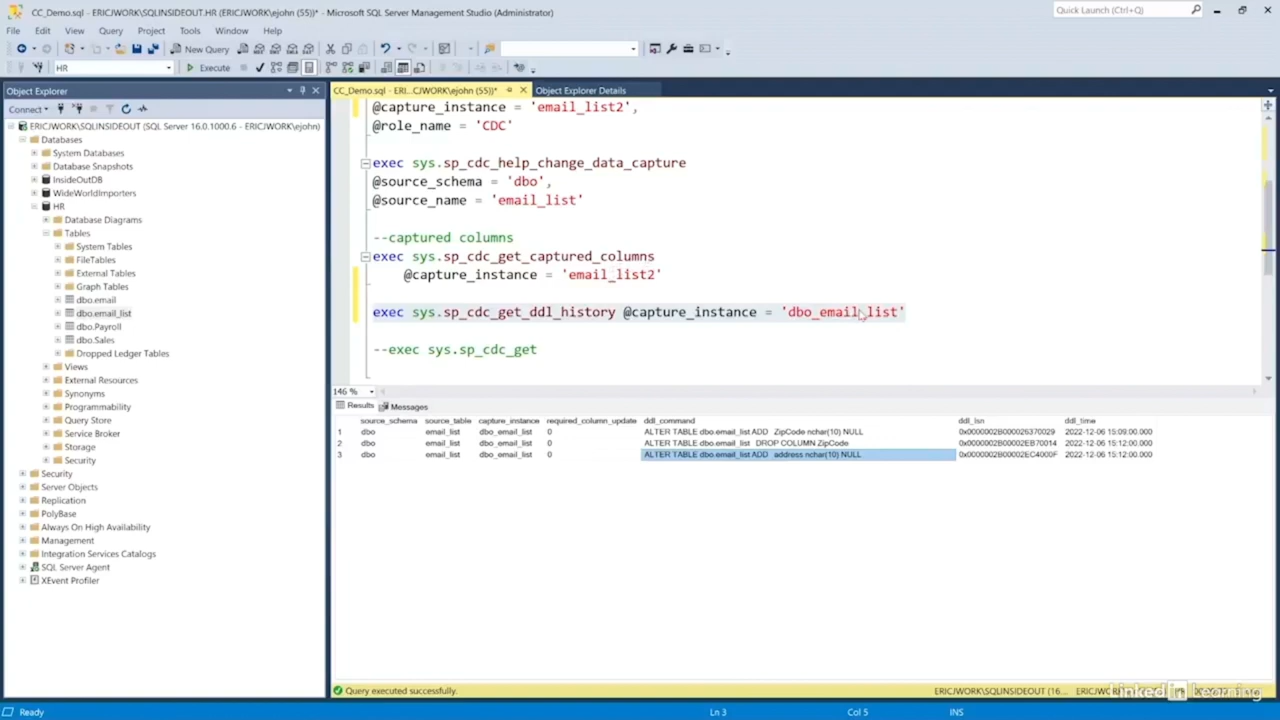 CC_Demo.sql - ERICJWORK\SQLINSIDEOUT.HR (ERICJWORK\ejohn (55))* - Microsoft SQL Server Management Studio (Administrator)
Quick Launch (Ctrl+Q)
File Edit View Query Project Tools Window Help
New Query
HR
Execute
Object Explorer
CC_Demo.sql - ERI...CJWORK\ejohn (55))*
Object Explorer Details
Connect
ERICJWORK\SQLINSIDEOUT (SQL Server 16.0.1000.6 - ERICJWORK\ejohn)
Databases
System Databases
Database Snapshots
InsideOutDB
WideWorldImporters
HR
Database Diagrams
Tables
System Tables
FileTables
External Tables
Graph Tables
dbo.email
dbo.email_list
dbo.Payroll
dbo.Sales
Dropped Ledger Tables
Views
External Resources
Synonyms
Programmability
Query Store
Service Broker
Storage
Security
Security
Server Objects
Replication
PolyBase
Always On High Availability
Management
Integration Services Catalogs
SQL Server Agent
XEvent Profiler
@capture_instance = 'email_list2',
@role_name = 'CDC'
exec sys.sp_cdc_help_change_data_capture
@source_schema = 'dbo',
@source_name = 'email_list'
--captured columns
exec sys.sp_cdc_get_captured_columns
@capture_instance = 'email_list2'
exec sys.sp_cdc_get_ddl_history @capture_instance = 'dbo_email_list'
--exec sys.sp_cdc_get
146 %
Results Messages
source_schema source_table capture_instance required_column_update ddl_command ddl_lsn ddl_time
1 dbo email_list dbo_email_list 0 ALTER TABLE dbo.email_list ADD ZipCode nchar(10) NULL 0x0000002B000026370029 2022-12-06 15:09:00.000
2 dbo email_list dbo_email_list 0 ALTER TABLE dbo.email_list DROP COLUMN ZipCode 0x0000002B00002EB70014 2022-12-06 15:12:00.000
3 dbo email_list dbo_email_list 0 ALTER TABLE dbo.email_list ADD address nchar(10) NULL 0x0000002B00002EC4000F 2022-12-06 15:12:00.000
Query executed successfully.
ERICJWORK\SQLINSIDEOUT (16...
LinkedIn Learning
Ready
Ln 3
Col 5
INS